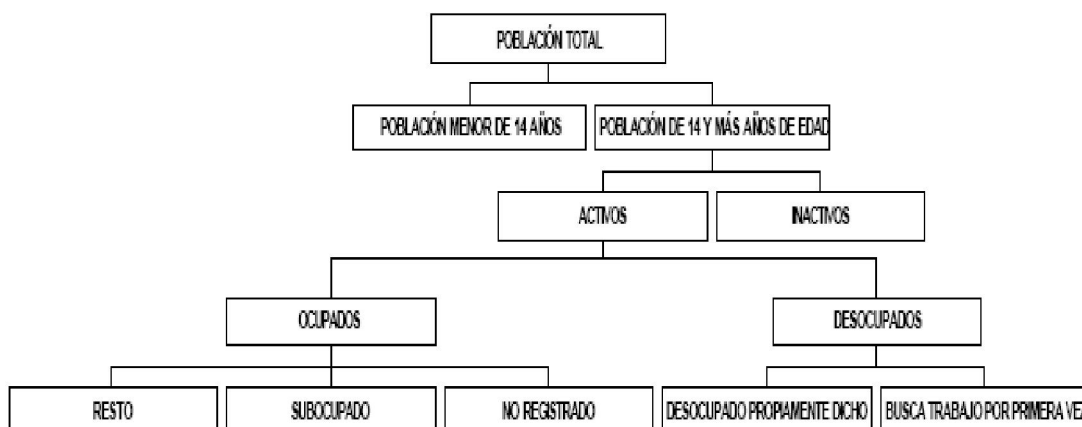 POBLACIÓN TOTAL
POBLACIÓN MENOR DE 14 AÑOS
POBLACIÓN DE 14 Y MÁS AÑOS DE EDAD
ACTIVOS
INACTIVOS
OCUPADOS
DESOCUPADOS
RESTO
SUBOCUPADO
NO REGISTRADO
DESOCUPADO PROPIAMENTE DICHO
BUSCA TRABAJO POR PRIMERA VEZ